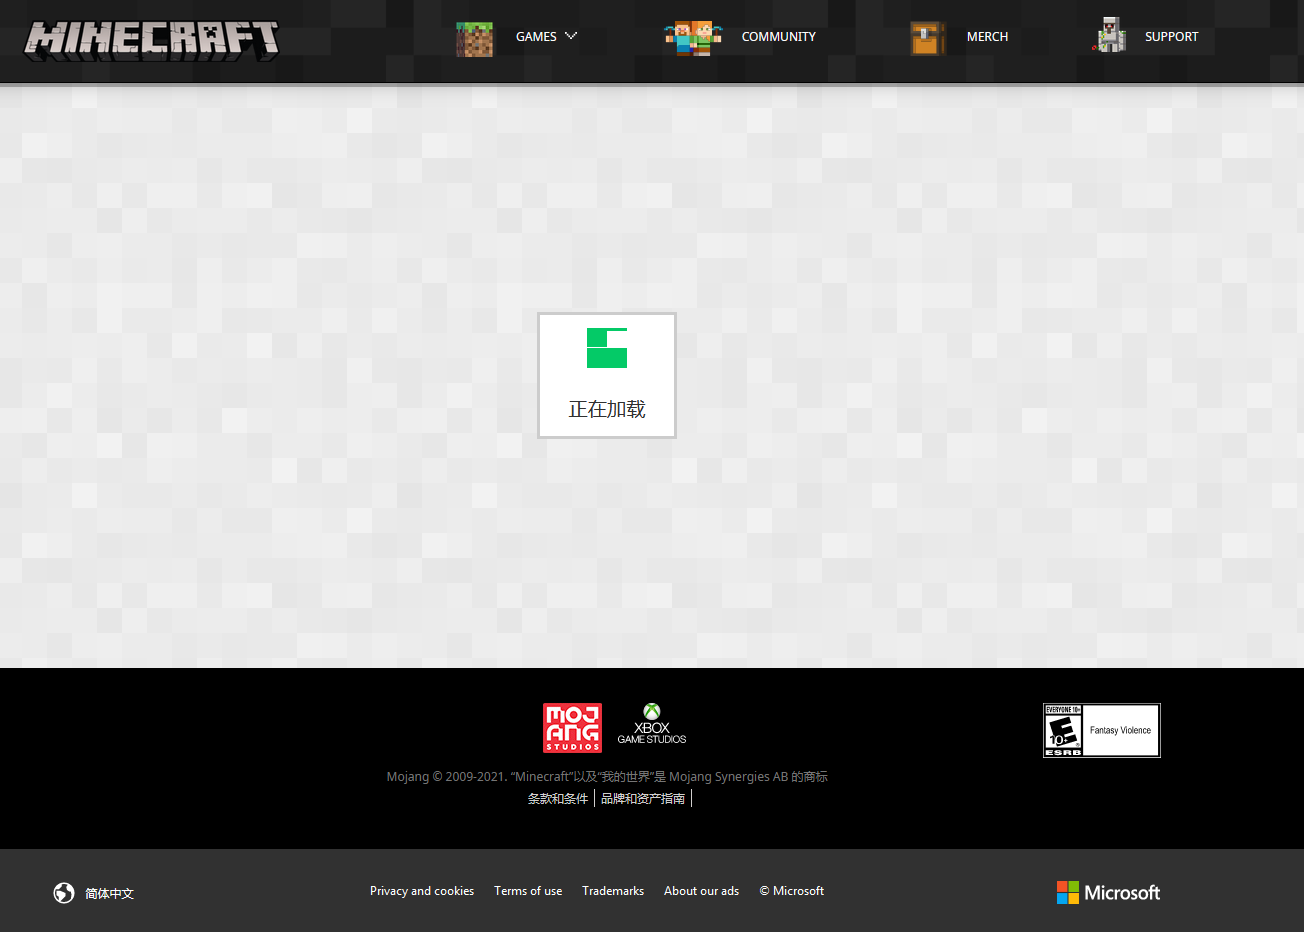 MINECRAFT
GAMES
COMMUNITY
MERCH
SUPPORT
正在加载
MOJANG STUDIOS
XBOX
GAME STUDIOS
EVERYONE 10+
E
10+
ESRB
Fantasy Violence
Mojang © 2009-2021. “Minecraft”以及“我的世界”是 Mojang Synergies AB 的商标
条款和条件
品牌和资产指南
简体中文
Privacy and cookies
Terms of use
Trademarks
About our ads
© Microsoft
Microsoft